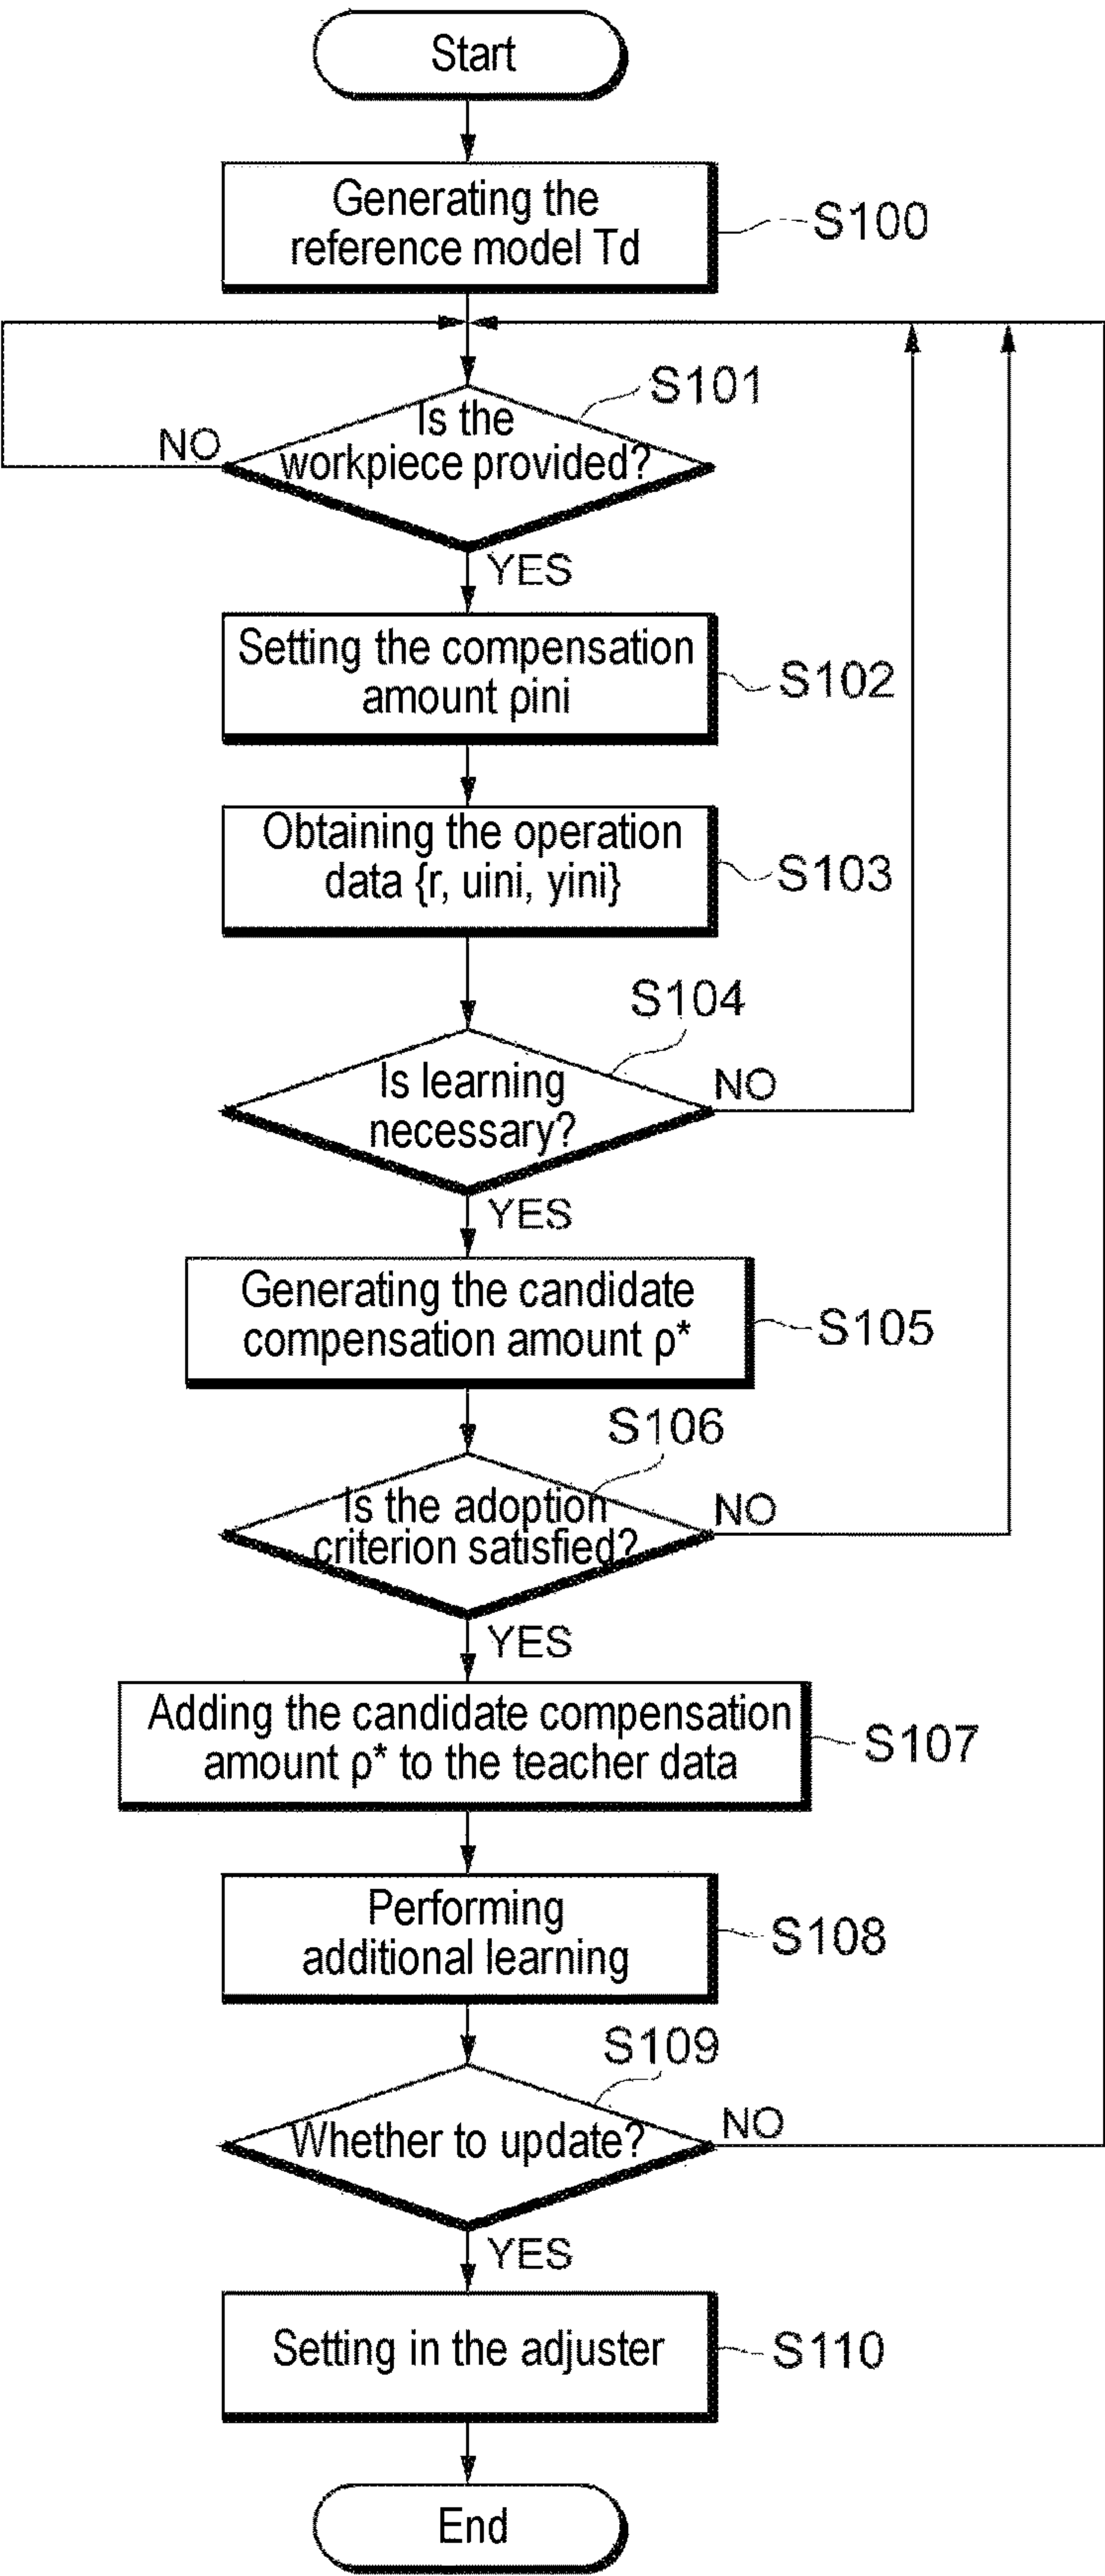 Start
Generating the
reference model Td
S100
S101
Is the
workpiece provided?
NO
YES
Setting the compensation
amount pini
S102
Obtaining the operation
data {r, uini, yini}
S103
S104
Is learning
necessary?
NO
YES
Generating the candidate
compensation amount ρ*
S105
S106
Is the adoption
criterion satisfied?
NO
YES
Adding the candidate compensation
amount ρ* to the teacher data
S107
Performing
additional learning
S108
S109
Whether to update?
NO
YES
Setting in the adjuster
S110
End